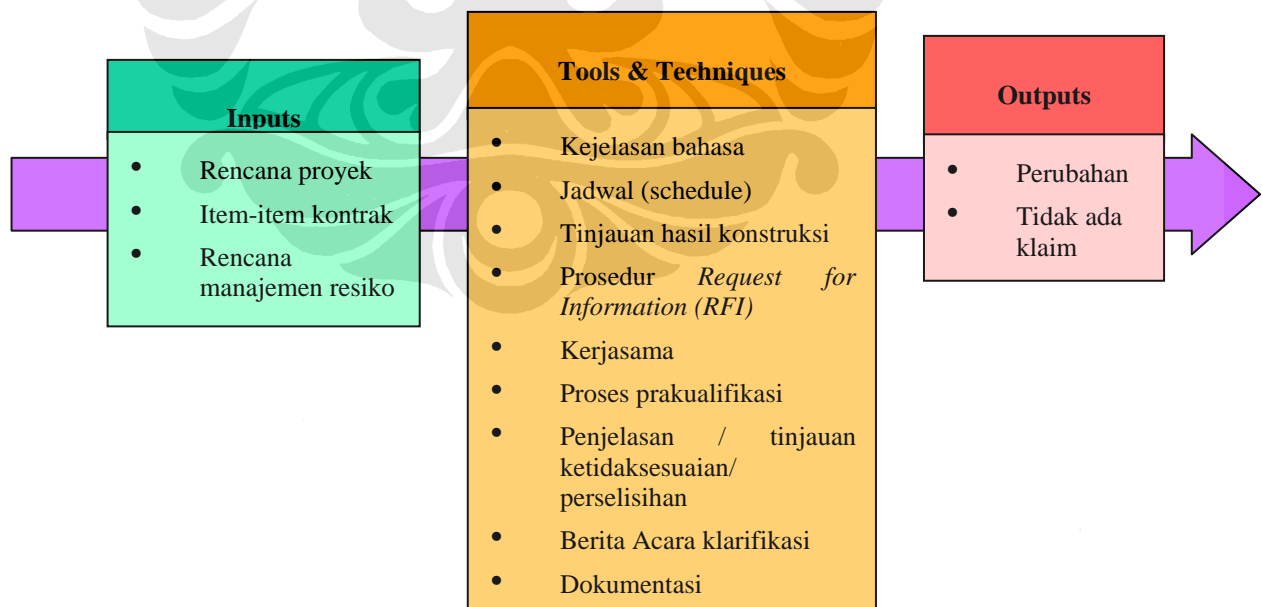 Inputs
• Rencana proyek
• Item-item kontrak
• Rencana
manajemen resiko
Tools & Techniques
• Kejelasan bahasa
• Jadwal (schedule)
• Tinjauan hasil konstruksi
• Prosedur Request for
Information (RFI)
• Kerjasama
• Proses prakualifikasi
• Penjelasan / tinjauan
ketidaksesuaian/
perselisihan
• Berita Acara klarifikasi
• Dokumentasi
Outputs
• Perubahan
• Tidak ada
klaim